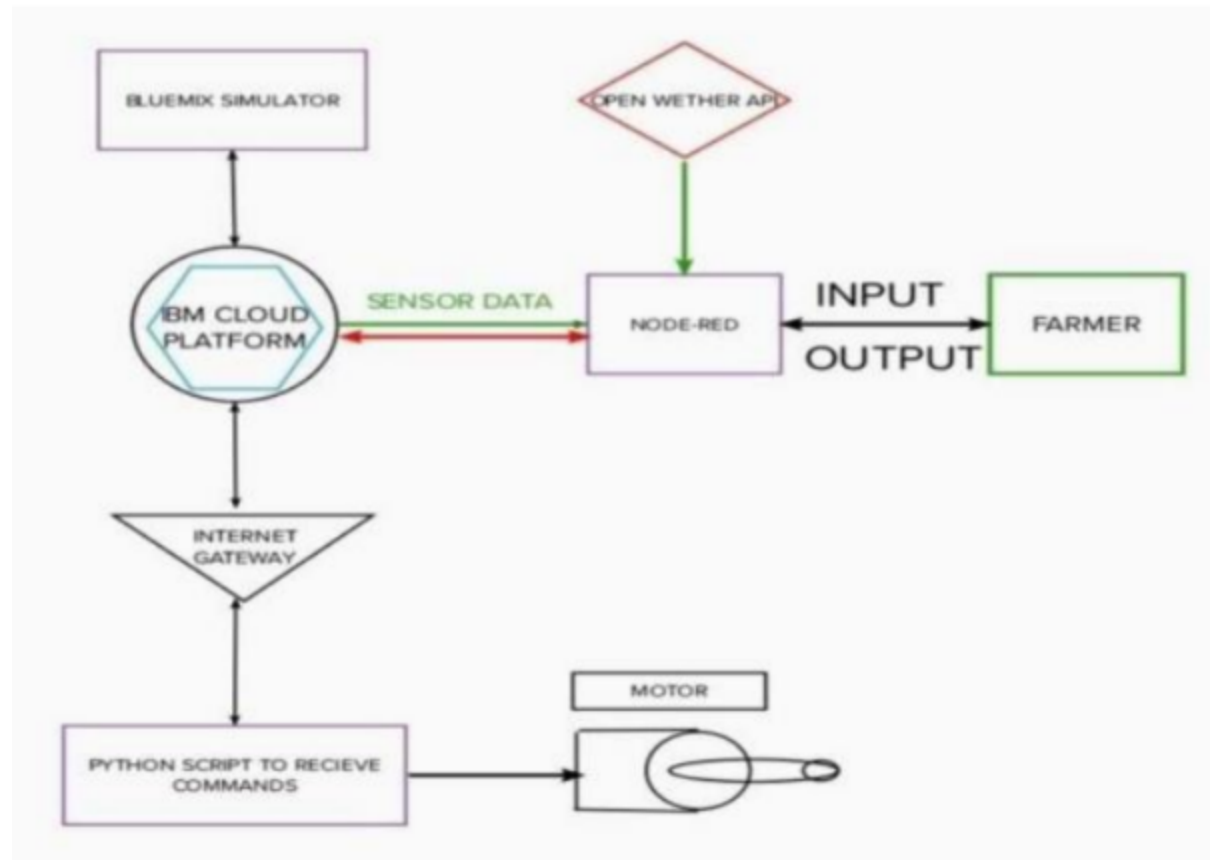 BLUEMIX SIMULATOR
OPEN WETHER API
IBM CLOUD
PLATFORM
SENSOR DATA
NODE-RED
INPUT
OUTPUT
FARMER
INTERNET
GATEWAY
MOTOR
PYTHON SCRIPT TO RECIEVE
COMMANDS